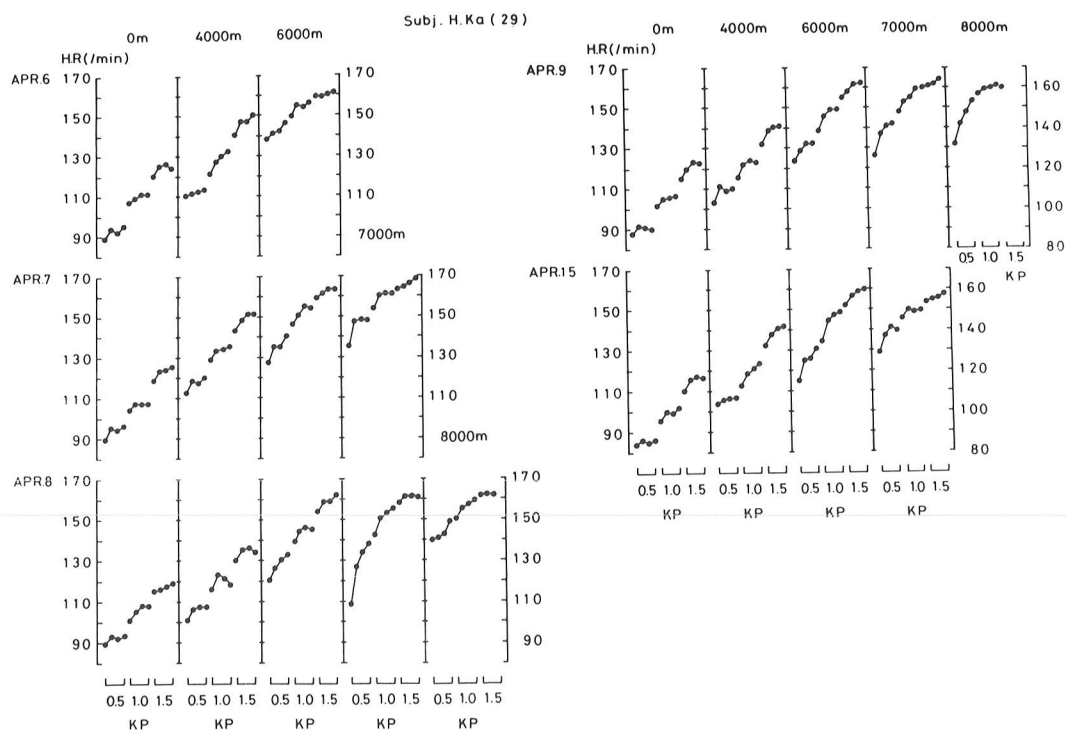 Subj. H.Ka (29)
0m 4000m 6000m
H.R(/min)
APR.6 170 150 130 110 90
170 150 130 110 90
7000m
APR.7 170 150 130 110 90
170 150 130 110 90
8000m
APR.8 170 150 130 110 90
170 150 130 110 90
0.5 1.0 1.5 0.5 1.0 1.5 0.5 1.0 1.5 0.5 1.0 1.5 0.5 1.0 1.5
KP KP KP KP KP
0m 4000m 6000m 7000m 8000m
H.R(/min)
APR.9 170 150 130 110 90
160 140 120 100 80
05 1.0 1.5
KP
APR.15 170 150 130 110 90
160 140 120 100 80
0.5 1.0 1.5 0.5 1.0 1.5 0.5 1.0 1.5 0.5 1.0 1.5
KP KP KP KP